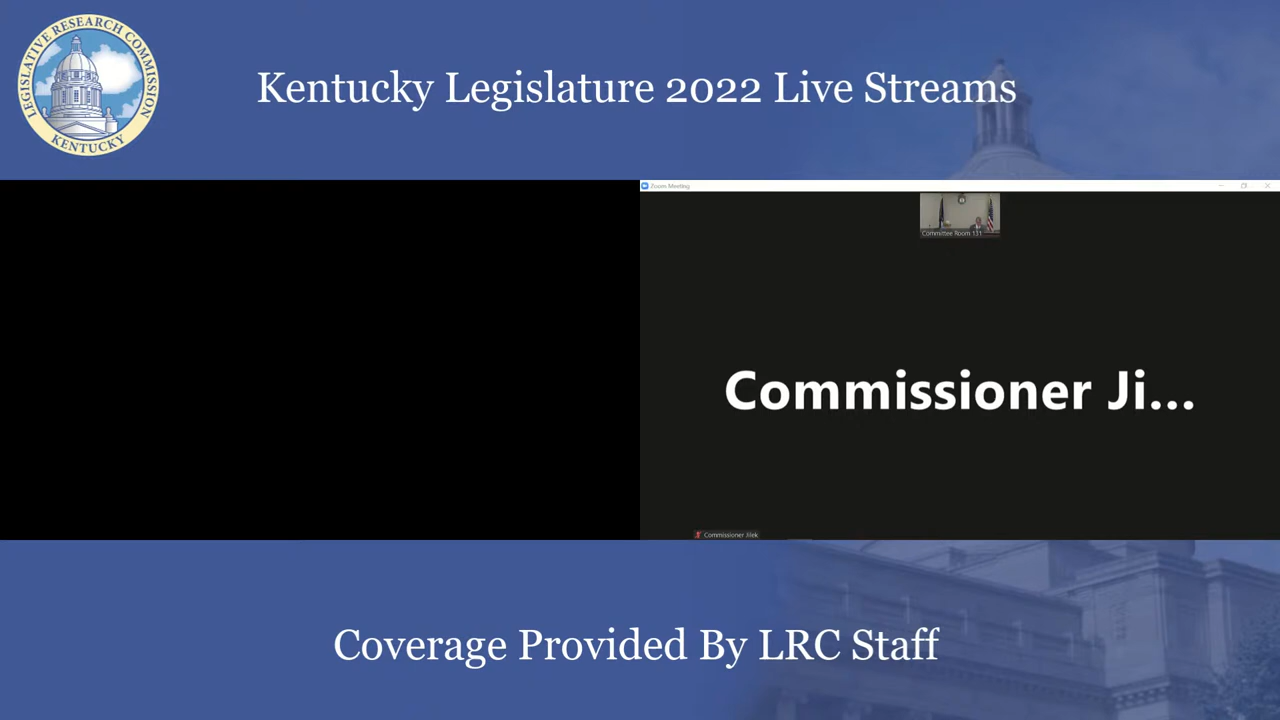 LEGISLATIVE RESEARCH COMMISSION
KENTUCKY
Kentucky Legislature 2022 Live Streams
Zoom Meeting
Committee Room 131
Commissioner Ji...
Commissioner Jilek
Coverage Provided By LRC Staff